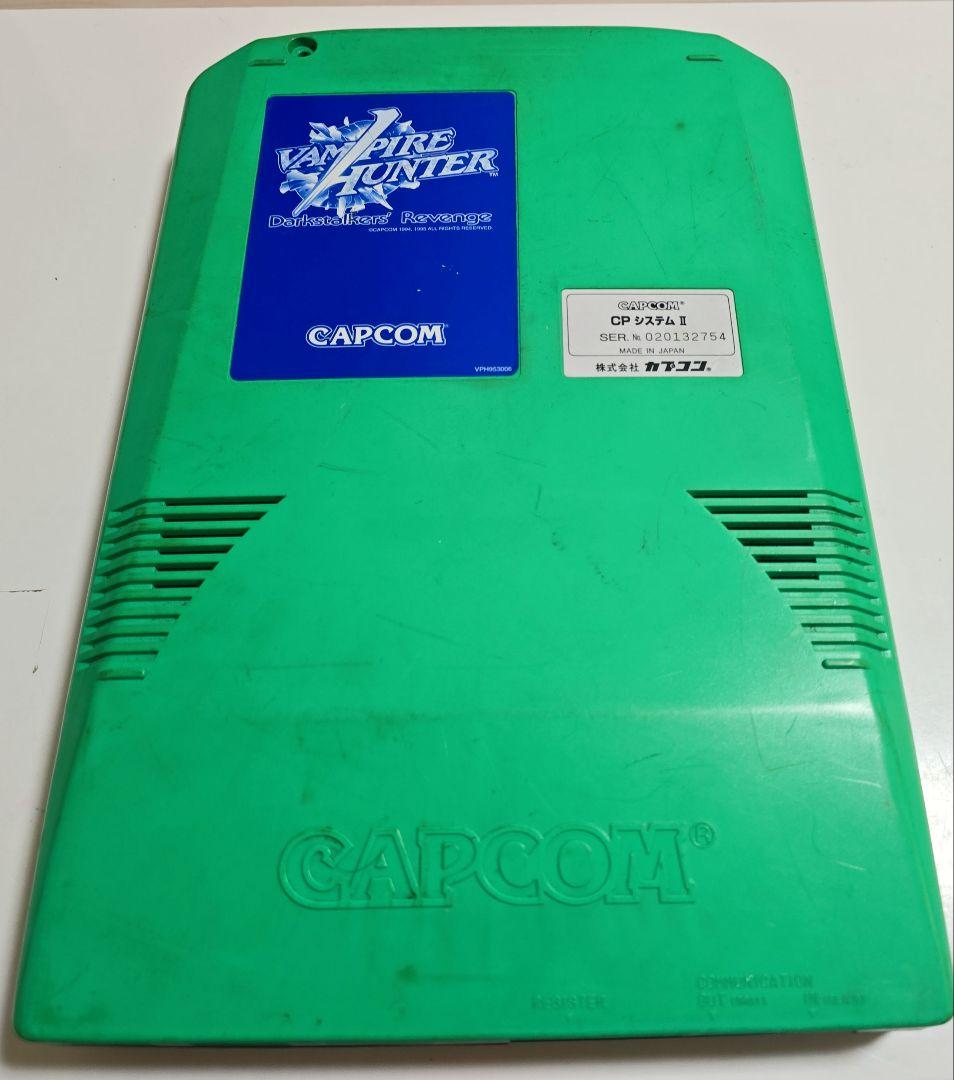 VAMPIRE
HUNTER™
Darkstalkers' Revenge
©CAPCOM 1994, 1995 ALL RIGHTS RESERVED.
CAPCOM®
VPH953006
CAPCOM®
CP システム II
SER. № 020132754
MADE IN JAPAN
株式会社 カプコン®
CAPCOM®
COMMUNICATION
REGISTER OUT IN